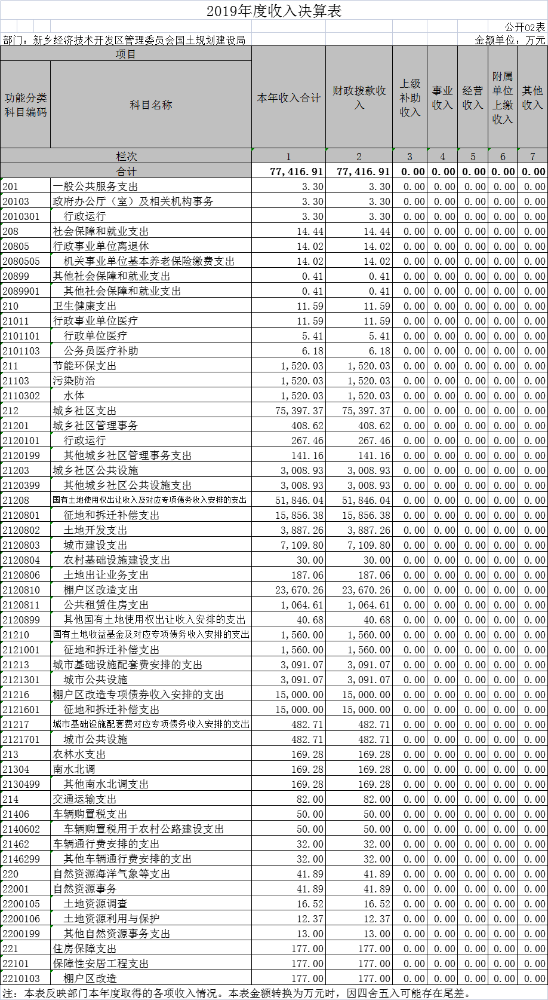 2019年度收入决算表
公开02表
部门：新乡经济技术开发区管理委员会国土规划建设局 金额单位：万元
项目 本年收入合计 财政拨款收入 上级补助收入 事业收入 经营收入 附属单位上缴收入 其他收入
功能分类科目编码 科目名称
栏次 1 2 3 4 5 6 7
合计 77,416.91 77,416.91 0.00 0.00 0.00 0.00 0.00
201 一般公共服务支出 3.30 3.30 0.00 0.00 0.00 0.00 0.00
20103 政府办公厅（室）及相关机构事务 3.30 3.30 0.00 0.00 0.00 0.00 0.00
2010301 行政运行 3.30 3.30 0.00 0.00 0.00 0.00 0.00
208 社会保障和就业支出 14.44 14.44 0.00 0.00 0.00 0.00 0.00
20805 行政事业单位离退休 14.02 14.02 0.00 0.00 0.00 0.00 0.00
2080505 机关事业单位基本养老保险缴费支出 14.02 14.02 0.00 0.00 0.00 0.00 0.00
20899 其他社会保障和就业支出 0.41 0.41 0.00 0.00 0.00 0.00 0.00
2089901 其他社会保障和就业支出 0.41 0.41 0.00 0.00 0.00 0.00 0.00
210 卫生健康支出 11.59 11.59 0.00 0.00 0.00 0.00 0.00
21011 行政事业单位医疗 11.59 11.59 0.00 0.00 0.00 0.00 0.00
2101101 行政单位医疗 5.41 5.41 0.00 0.00 0.00 0.00 0.00
2101103 公务员医疗补助 6.18 6.18 0.00 0.00 0.00 0.00 0.00
211 节能环保支出 1,520.03 1,520.03 0.00 0.00 0.00 0.00 0.00
21103 污染防治 1,520.03 1,520.03 0.00 0.00 0.00 0.00 0.00
2110302 水体 1,520.03 1,520.03 0.00 0.00 0.00 0.00 0.00
212 城乡社区支出 75,397.37 75,397.37 0.00 0.00 0.00 0.00 0.00
21201 城乡社区管理事务 408.62 408.62 0.00 0.00 0.00 0.00 0.00
2120101 行政运行 267.46 267.46 0.00 0.00 0.00 0.00 0.00
2120199 其他城乡社区管理事务支出 141.16 141.16 0.00 0.00 0.00 0.00 0.00
21203 城乡社区公共设施 3,008.93 3,008.93 0.00 0.00 0.00 0.00 0.00
2120399 其他城乡社区公共设施支出 3,008.93 3,008.93 0.00 0.00 0.00 0.00 0.00
21208 国有土地使用权出让收入及对应专项债务收入安排的支出 51,846.04 51,846.04 0.00 0.00 0.00 0.00 0.00
2120801 征地和拆迁补偿支出 15,856.38 15,856.38 0.00 0.00 0.00 0.00 0.00
2120802 土地开发支出 3,887.26 3,887.26 0.00 0.00 0.00 0.00 0.00
2120803 城市建设支出 7,109.80 7,109.80 0.00 0.00 0.00 0.00 0.00
2120804 农村基础设施建设支出 30.00 30.00 0.00 0.00 0.00 0.00 0.00
2120806 土地出让业务支出 187.06 187.06 0.00 0.00 0.00 0.00 0.00
2120810 棚户区改造支出 23,670.26 23,670.26 0.00 0.00 0.00 0.00 0.00
2120811 公共租赁住房支出 1,064.61 1,064.61 0.00 0.00 0.00 0.00 0.00
2120899 其他国有土地使用权出让收入安排的支出 40.68 40.68 0.00 0.00 0.00 0.00 0.00
21210 国有土地收益基金及对应专项债务收入安排的支出 1,560.00 1,560.00 0.00 0.00 0.00 0.00 0.00
2121001 征地和拆迁补偿支出 1,560.00 1,560.00 0.00 0.00 0.00 0.00 0.00
21213 城市基础设施配套费安排的支出 3,091.07 3,091.07 0.00 0.00 0.00 0.00 0.00
2121301 城市公共设施 3,091.07 3,091.07 0.00 0.00 0.00 0.00 0.00
21216 棚户区改造专项债券收入安排的支出 15,000.00 15,000.00 0.00 0.00 0.00 0.00 0.00
2121601 征地和拆迁补偿支出 15,000.00 15,000.00 0.00 0.00 0.00 0.00 0.00
21217 城市基础设施配套费对应专项债务收入安排的支出 482.71 482.71 0.00 0.00 0.00 0.00 0.00
2121701 城市公共设施 482.71 482.71 0.00 0.00 0.00 0.00 0.00
213 农林水支出 169.28 169.28 0.00 0.00 0.00 0.00 0.00
21304 南水北调 169.28 169.28 0.00 0.00 0.00 0.00 0.00
2130499 其他南水北调支出 169.28 169.28 0.00 0.00 0.00 0.00 0.00
214 交通运输支出 82.00 82.00 0.00 0.00 0.00 0.00 0.00
21406 车辆购置税支出 50.00 50.00 0.00 0.00 0.00 0.00 0.00
2140602 车辆购置税用于农村公路建设支出 50.00 50.00 0.00 0.00 0.00 0.00 0.00
21462 车辆通行费安排的支出 32.00 32.00 0.00 0.00 0.00 0.00 0.00
2146299 其他车辆通行费安排的支出 32.00 32.00 0.00 0.00 0.00 0.00 0.00
220 自然资源海洋气象等支出 41.89 41.89 0.00 0.00 0.00 0.00 0.00
22001 自然资源事务 41.89 41.89 0.00 0.00 0.00 0.00 0.00
2200105 土地资源调查 16.52 16.52 0.00 0.00 0.00 0.00 0.00
2200106 土地资源利用与保护 12.37 12.37 0.00 0.00 0.00 0.00 0.00
2200199 其他自然资源事务支出 13.00 13.00 0.00 0.00 0.00 0.00 0.00
221 住房保障支出 177.00 177.00 0.00 0.00 0.00 0.00 0.00
22101 保障性安居工程支出 177.00 177.00 0.00 0.00 0.00 0.00 0.00
2210103 棚户区改造 177.00 177.00 0.00 0.00 0.00 0.00 0.00
注：本表反映部门本年度取得的各项收入情况。本表金额转换为万元时，因四舍五入可能存在尾差。